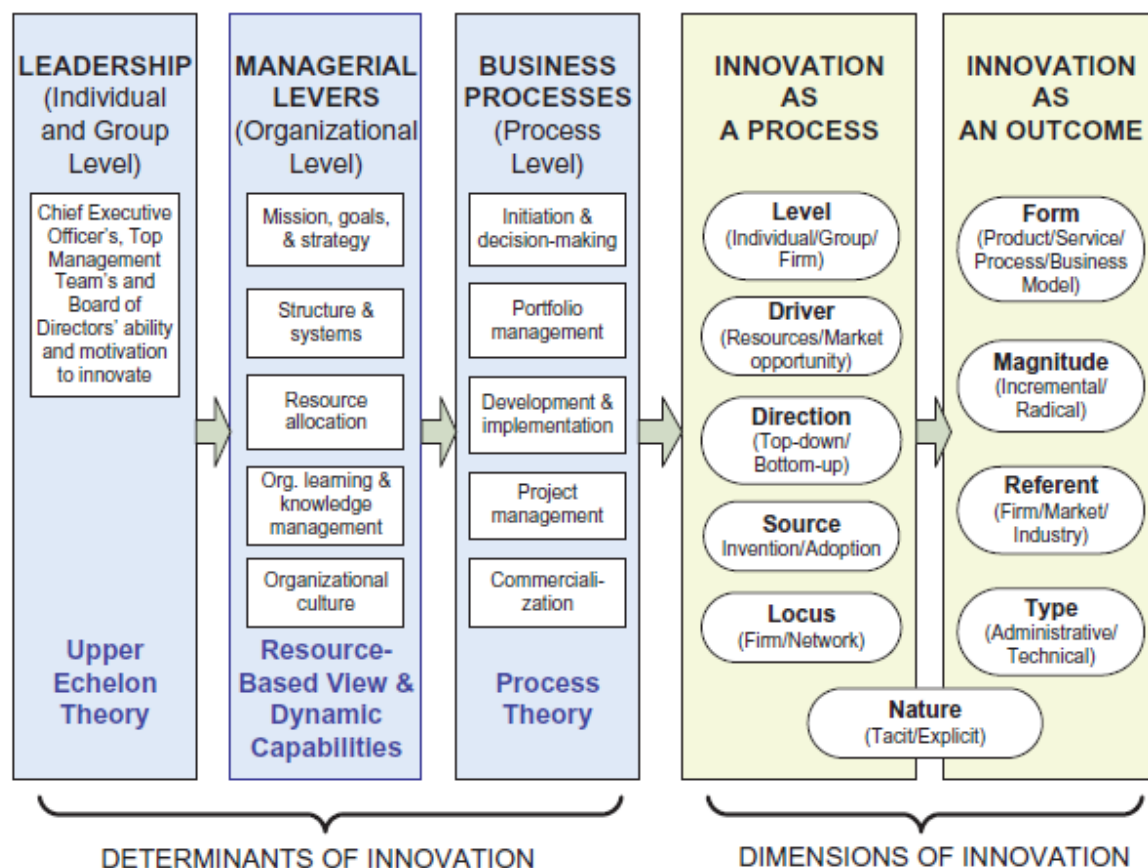 LEADERSHIP
(Individual
and Group
Level)
Chief Executive
Officer's, Top
Management
Team's and
Board of
Directors' ability
and motivation
to innovate
Upper
Echelon
Theory
MANAGERIAL
LEVERS
(Organizational
Level)
Mission, goals,
& strategy
Structure &
systems
Resource
allocation
Org. learning &
knowledge
management
Organizational
culture
Resource-
Based View &
Dynamic
Capabilities
BUSINESS
PROCESSES
(Process
Level)
Initiation &
decision-making
Portfolio
management
Development &
implementation
Project
management
Commerciali-
zation
Process
Theory
INNOVATION
AS
A PROCESS
Level
(Individual/Group/
Firm)
Driver
(Resources/Market
opportunity)
Direction
(Top-down/
Bottom-up)
Source
Invention/Adoption
Locus
(Firm/Network)
INNOVATION
AS
AN OUTCOME
Form
(Product/Service/
Process/Business
Model)
Magnitude
(Incremental/
Radical)
Referent
(Firm/Market/
Industry)
Type
(Administrative/
Technical)
Nature
(Tacit/Explicit)
DETERMINANTS OF INNOVATION
DIMENSIONS OF INNOVATION